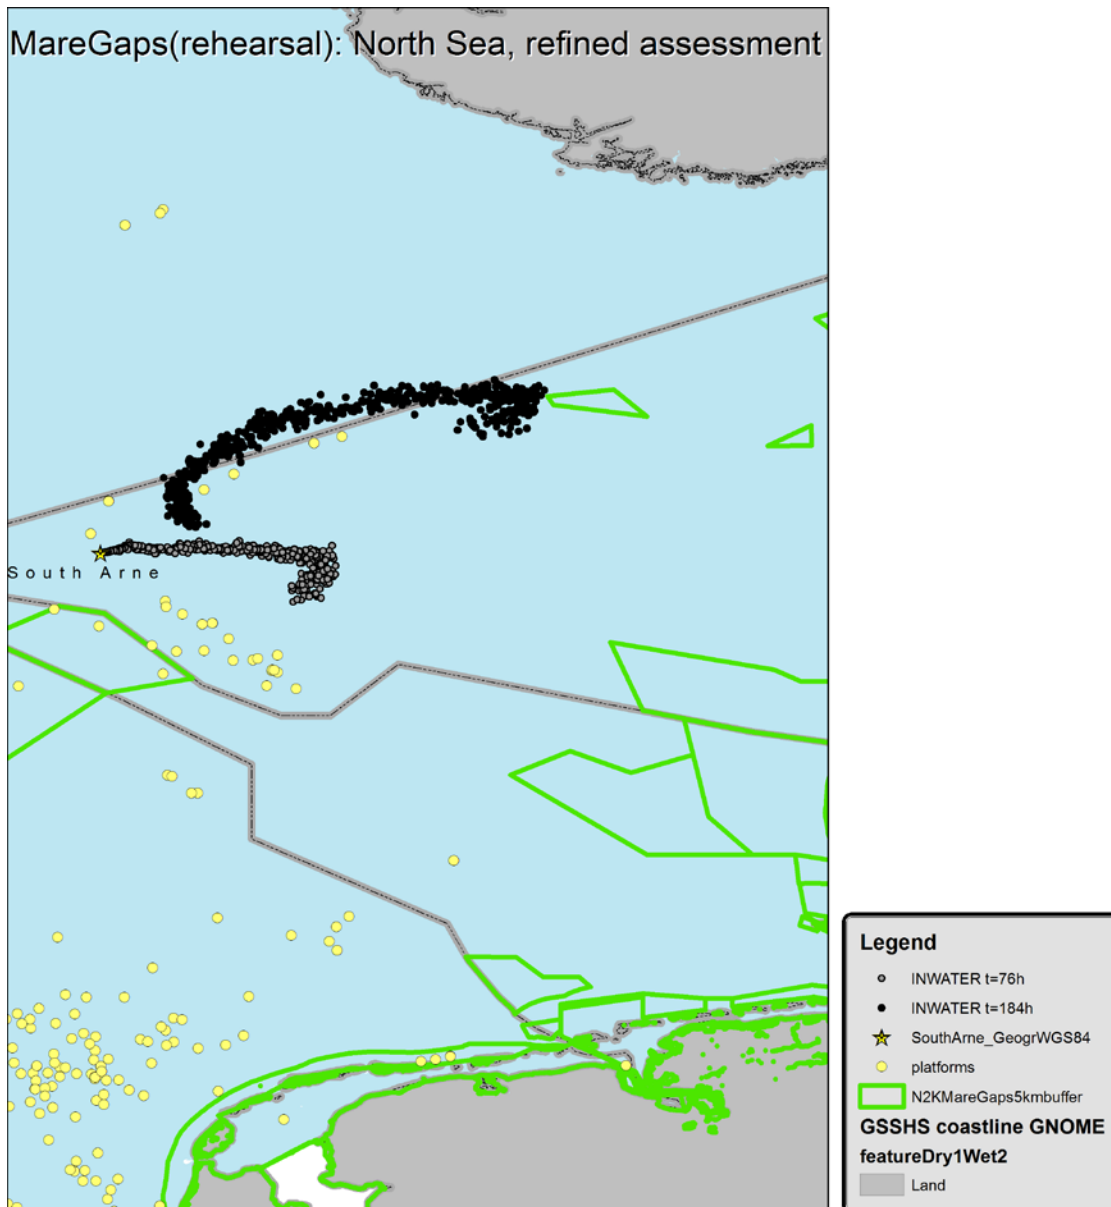 MareGaps(rehearsal): North Sea, refined assessment
South Arne
Legend
INWATER t=76h
INWATER t=184h
SouthArne_GeogrWGS84
platforms
N2KMareGaps5kmbuffer
GSSHS coastline GNOME
featureDry1Wet2
Land